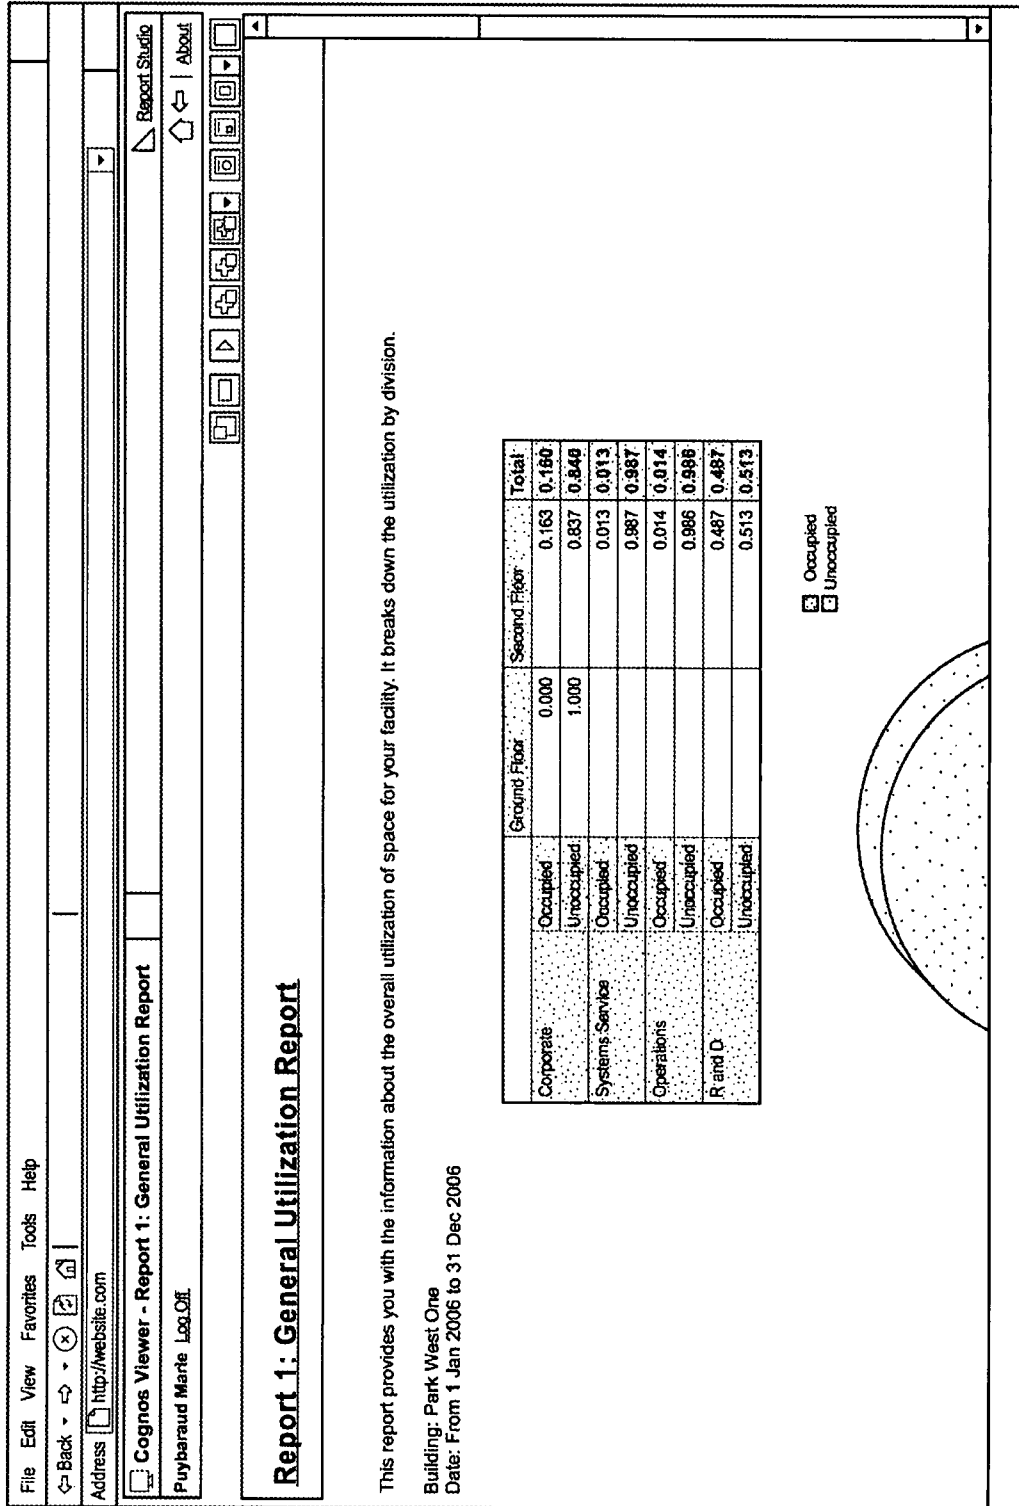 File Edit View Favorites Tools Help
Back
Address http://website.com
Cognos Viewer - Report 1: General Utilization Report
Report Studio
Puybaraud Marie Log Off
About
Report 1: General Utilization Report
This report provides you with the information about the overall utilization of space for your facility. It breaks down the utilization by division.
Building: Park West One
Date: From 1 Jan 2006 to 31 Dec 2006
Ground Floor Second Floor Total
Corporate Occupied 0.000 0.163 0.160
Unoccupied 1.000 0.837 0.840
Systems Service Occupied 0.013 0.013
Unoccupied 0.987 0.987
Operations Occupied 0.014 0.014
Unoccupied 0.986 0.986
R and D Occupied 0.487 0.487
Unoccupied 0.513 0.513
Occupied
Unoccupied